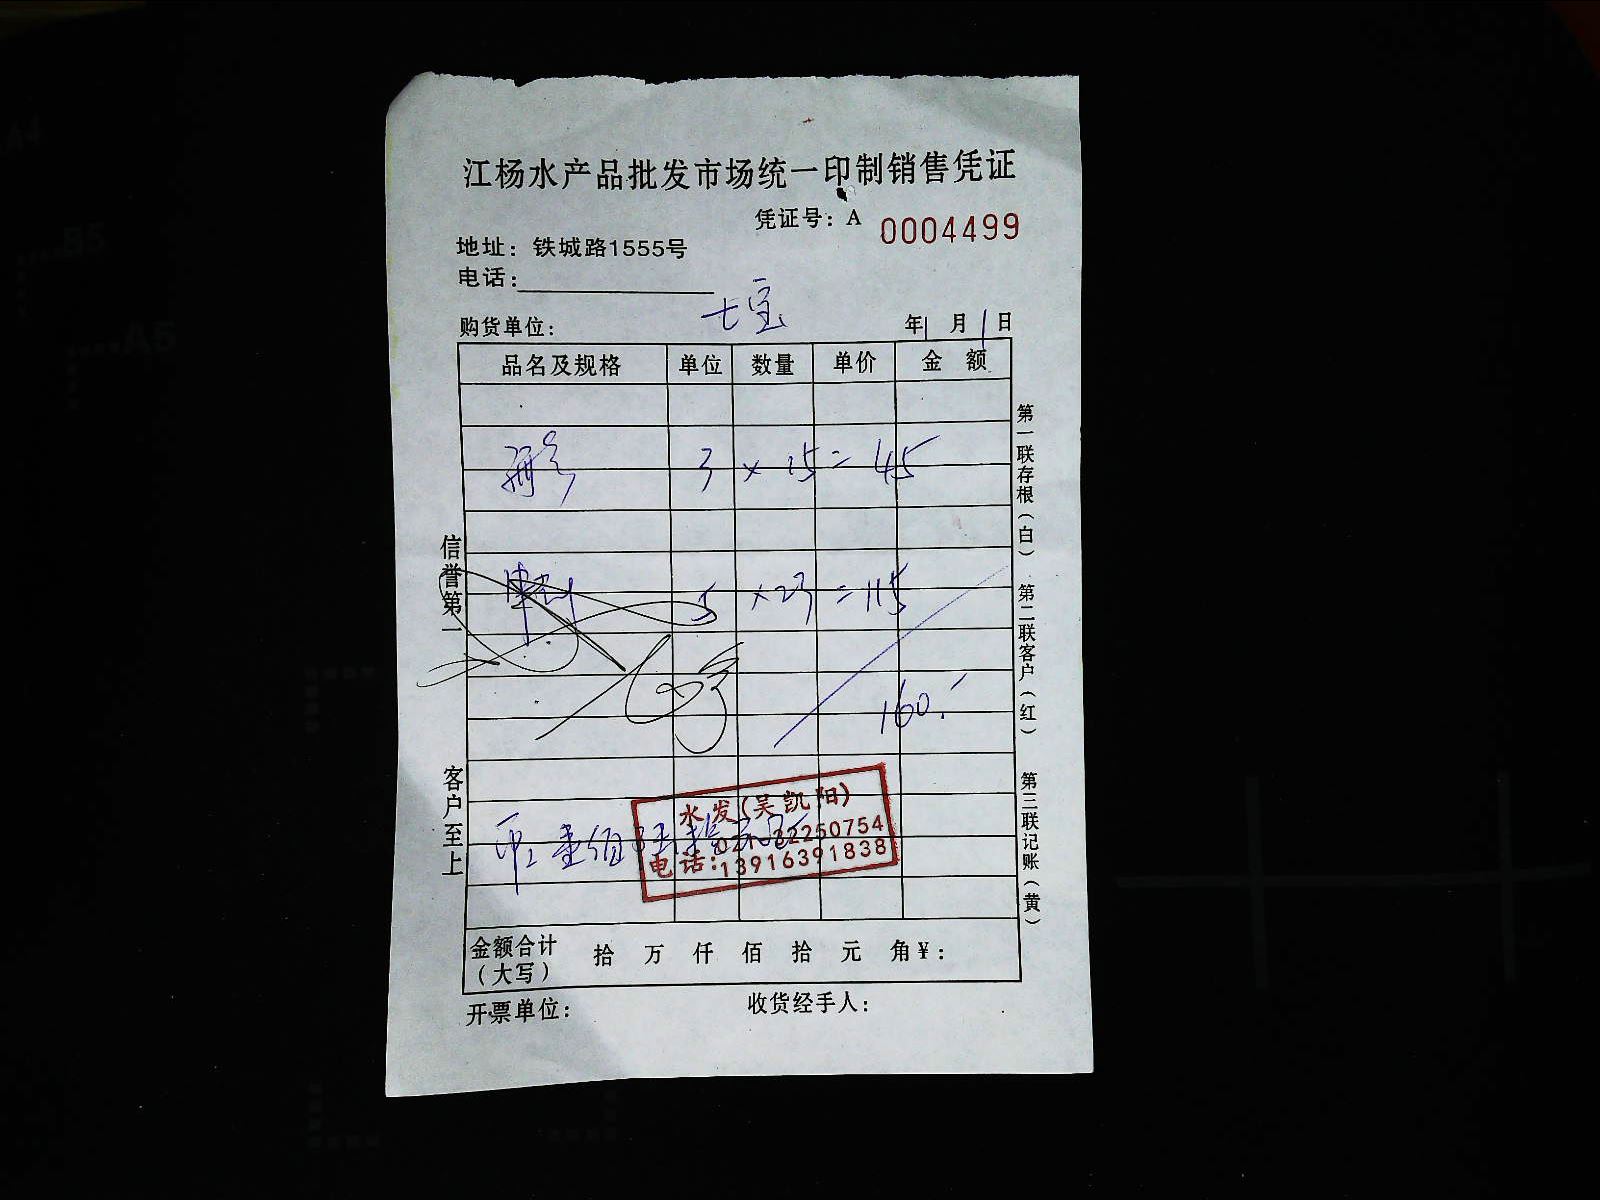 江杨水产品批发市场统一印制销售凭证
凭证号：A 0004499
地址：铁城路1555号
电话：
购货单位： 七宝
年1月1日
品名及规格 单位 数量 单价 金额
3 × 15 = 45
5 × 23 = 115
160.-
水发(吴凯阳)
电话：13916391838
金额合计（大写） 拾 万 仟 佰 拾 元 角 ¥：
开票单位： 收货经手人：
信誉第一
客户至上
第一联存根（白） 第二联客户（红） 第三联记账（黄）